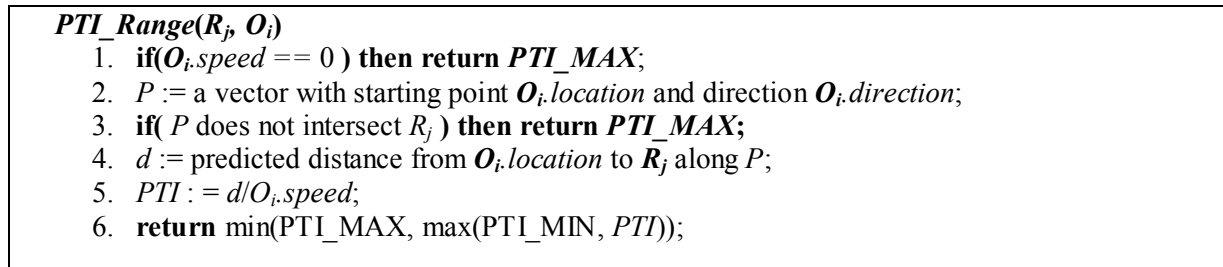 PTI_Range(Rj, Oi)
1. if(Oi.speed == 0 ) then return PTI_MAX;
2. P := a vector with starting point Oi.location and direction Oi.direction;
3. if( P does not intersect Rj ) then return PTI_MAX;
4. d := predicted distance from Oi.location to Rj along P;
5. PTI : = d/Oi.speed;
6. return min(PTI_MAX, max(PTI_MIN, PTI));